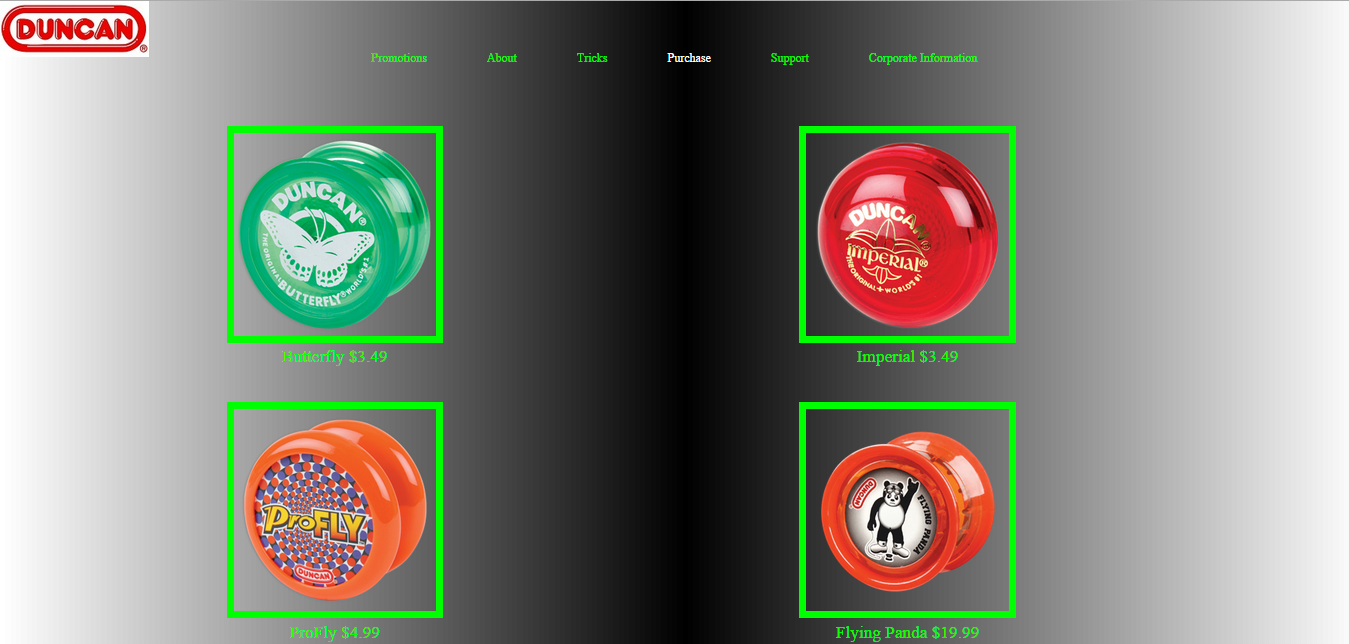 DUNCAN®
Promotions About Tricks Purchase Support Corporate Information
DUNCAN®
THE ORIGINAL BUTTERFLY® WORLD'S #1
DUNCAN®
IMPERIAL®
THE ORIGINAL + WORLD'S #1
Butterfly $3.49
Imperial $3.49
ProFLY
DUNCAN
DUNCAN
FLYING PANDA
ProFly $4.99
Flying Panda $19.99